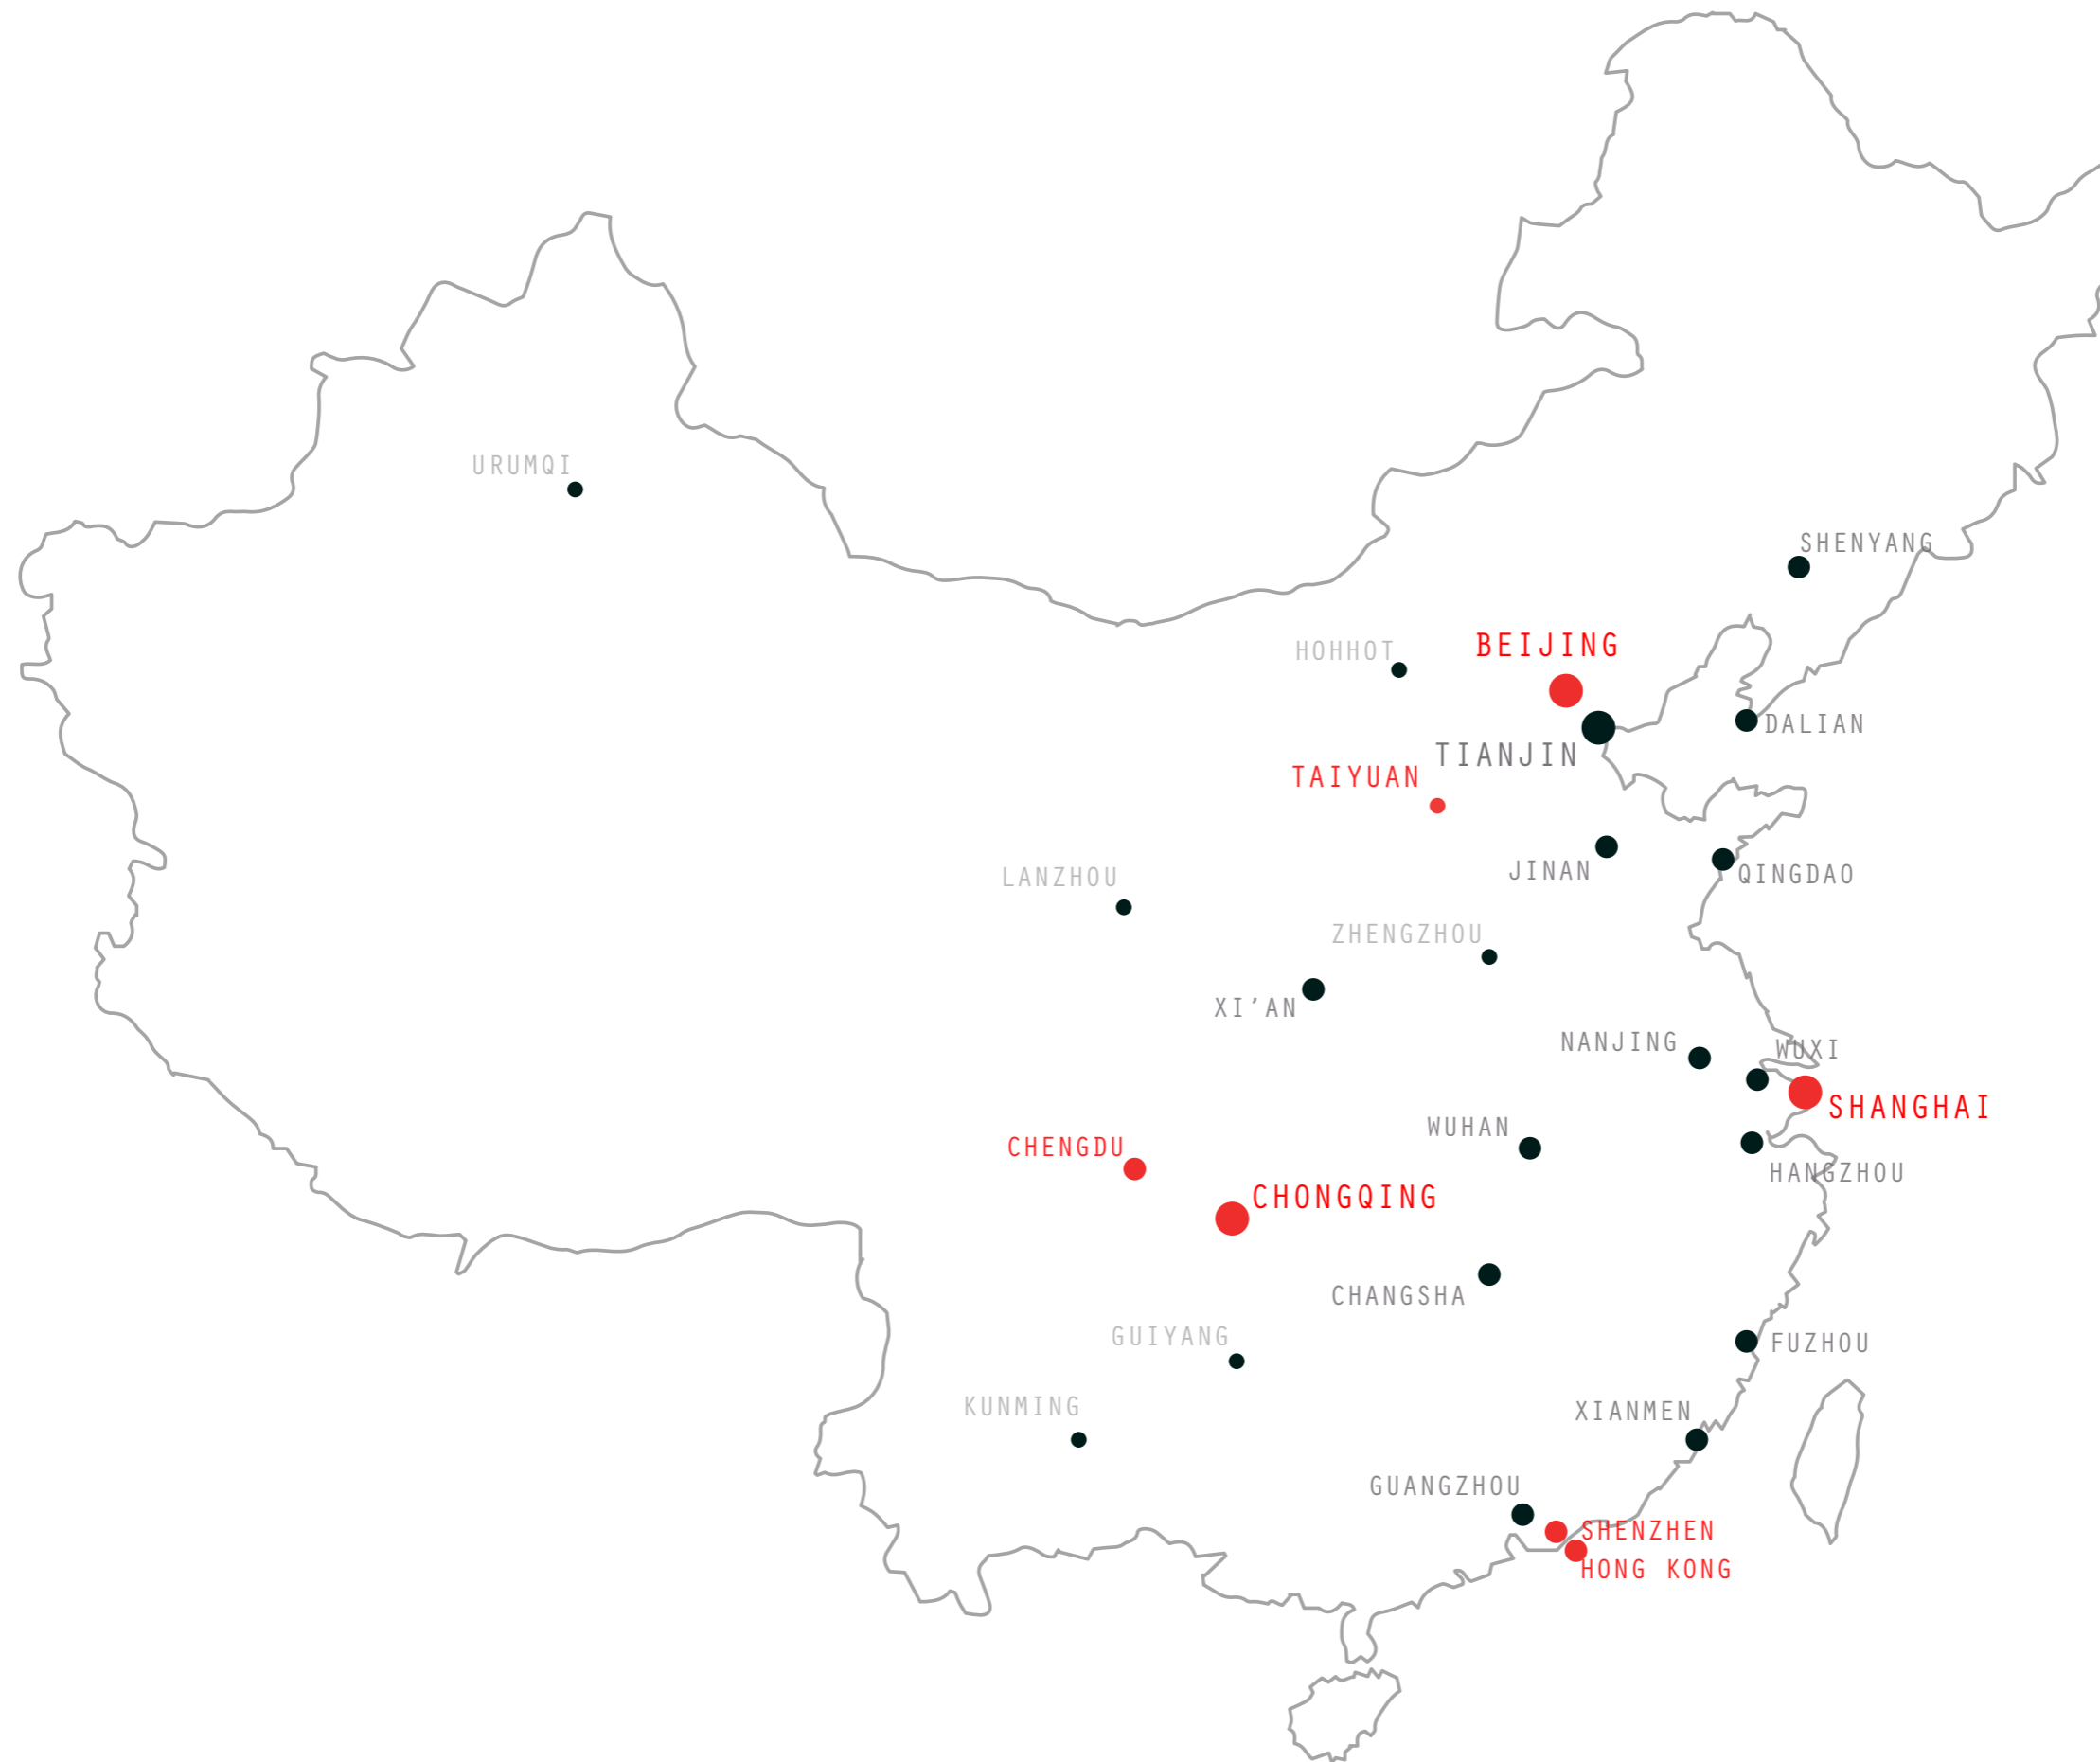 URUMQI
SHENYANG
BEIJING
HOHHOT
DALIAN
TIANJIN
TAIYUAN
JINAN
QINGDAO
LANZHOU
ZHENGZHOU
XI’AN
NANJING
WUXI
SHANGHAI
WUHAN
CHENGDU
HANGZHOU
CHONGQING
CHANGSHA
GUIYANG
FUZHOU
KUNMING
XIANMEN
GUANGZHOU
SHENZHEN
HONG KONG